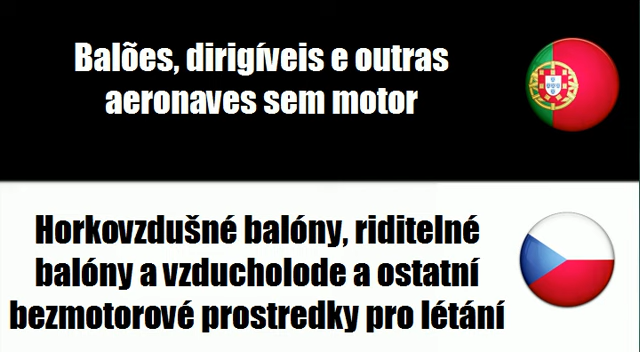 Balões, dirigíveis e outras
aeronaves sem motor
Horkovzdušné balóny, riditelné
balóny a vzducholode a ostatní
bezmotorové prostredky pro létání